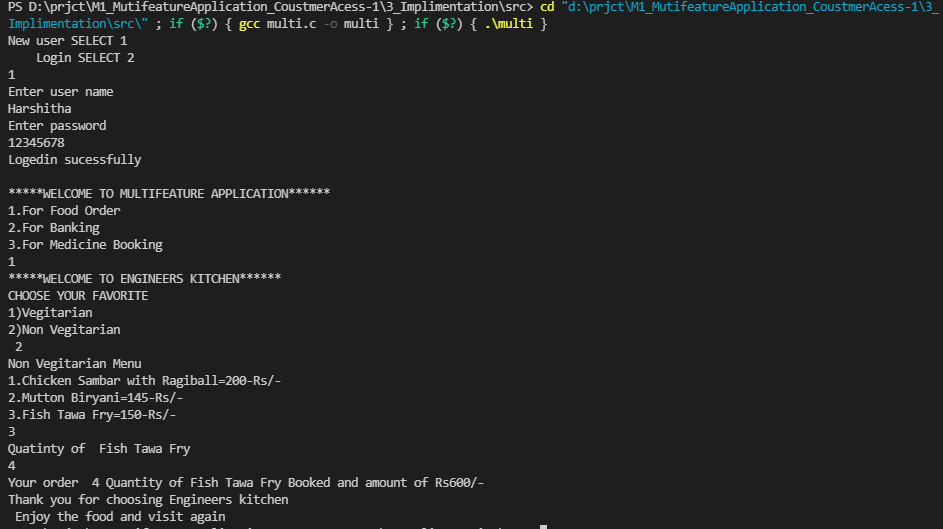 PS D:\prjct\M1_MutifeatureApplication_CoustmerAcess-1\3_Implimentation\src> cd "d:\prjct\M1_MutifeatureApplication_CoustmerAcess-1\3_
Implimentation\src\" ; if ($?) { gcc multi.c -o multi } ; if ($?) { .\multi }
New user SELECT 1
    Login SELECT 2
1
Enter user name
Harshitha
Enter password
12345678
Logedin sucessfully

*****WELCOME TO MULTIFEATURE APPLICATION******
1.For Food Order
2.For Banking
3.For Medicine Booking
1
*****WELCOME TO ENGINEERS KITCHEN******
CHOOSE YOUR FAVORITE
1)Vegitarian
2)Non Vegitarian
 2
Non Vegitarian Menu
1.Chicken Sambar with Ragiball=200-Rs/-
2.Mutton Biryani=145-Rs/-
3.Fish Tawa Fry=150-Rs/-
3
Quatinty of  Fish Tawa Fry
4
Your order  4 Quantity of Fish Tawa Fry Booked and amount of Rs600/-
Thank you for choosing Engineers kitchen
 Enjoy the food and visit again